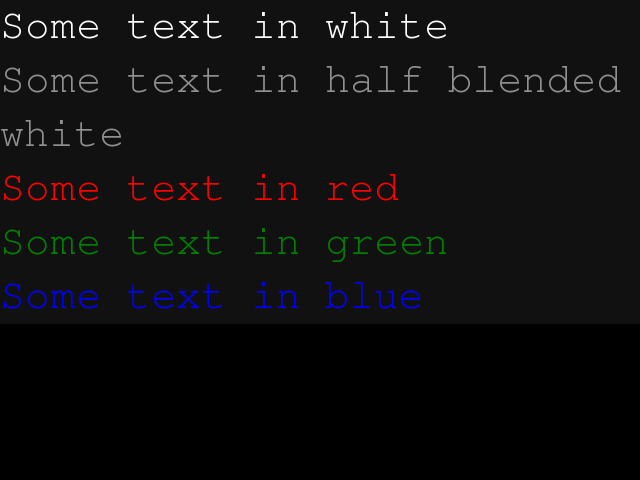 Some text in white
Some text in half blended
white
Some text in red
Some text in green
Some text in blue